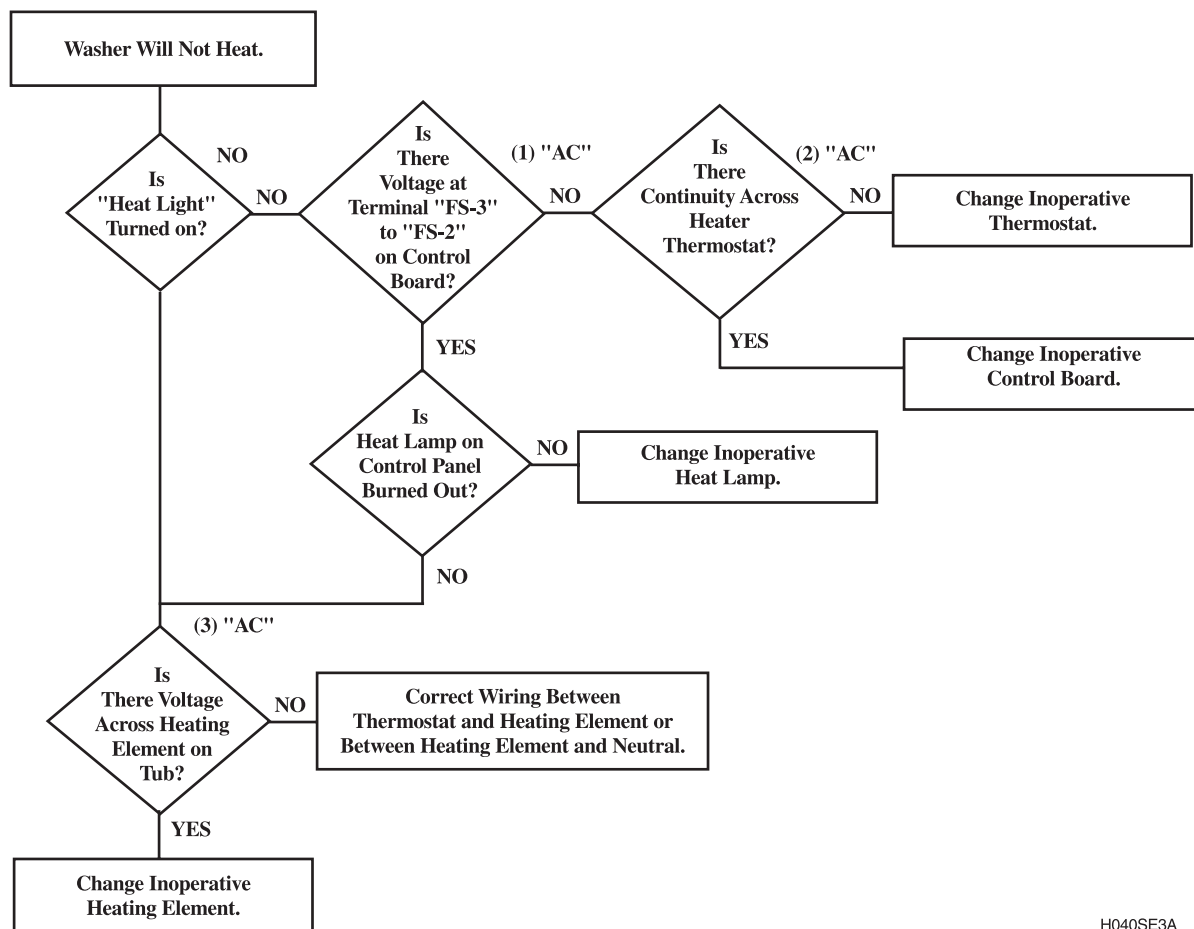 Washer Will Not Heat.
Is
"Heat Light"
Turned on?
NO
NO
Is
There
Voltage at
Terminal "FS-3"
to "FS-2"
on Control
Board?
(1) "AC"
NO
Is
There
Continuity Across
Heater
Thermostat?
(2) "AC"
NO
Change Inoperative
Thermostat.
YES
Change Inoperative
Control Board.
YES
Is
Heat Lamp on
Control Panel
Burned Out?
NO
Change Inoperative
Heat Lamp.
NO
(3) "AC"
Is
There Voltage
Across Heating
Element on
Tub?
NO
Correct Wiring Between
Thermostat and Heating Element or
Between Heating Element and Neutral.
YES
Change Inoperative
Heating Element.
H040SE3A